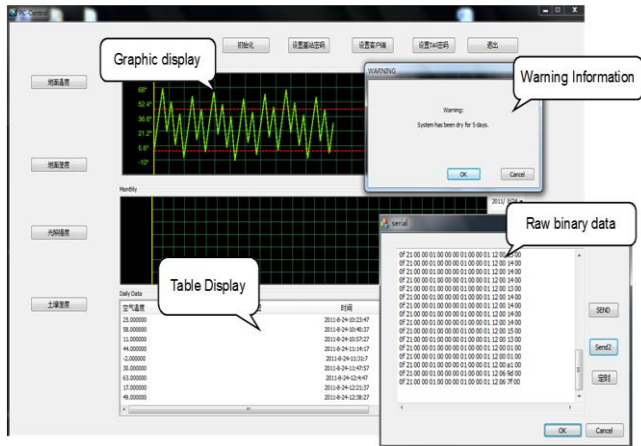 PC-Control
初始化 设置基站密码 设置客户端 设置TAG密码 退出
Graphic display
WARNING
Warning Information
地面温度
68°
52.4°
36.8°
21.2°
5.6°
-10°
Warning:
System has been dry for 5 days.
OK Cancel
地面湿度
Monthly
2011/ 8/24
serial
Raw binary data
光照强度
0f 21 00 00 01 00 00 00 01 00 00 01 12 00 14 00
0f 21 00 00 01 00 00 00 01 00 00 01 12 00 14 00
0f 21 00 00 01 00 00 00 01 00 00 01 12 00 14 00
0f 21 00 00 01 00 00 00 01 00 00 01 12 00 13 00
0f 21 00 00 01 00 00 00 01 00 00 01 12 00 14 00
0f 21 00 00 01 00 00 00 01 00 00 01 12 00 14 00
0f 21 00 00 01 00 00 00 01 00 00 01 12 00 14 00
0f 21 00 00 01 00 00 00 01 00 00 01 12 00 14 00
0f 21 00 00 01 00 00 00 01 00 00 01 12 00 15 00
0f 21 00 00 01 00 00 00 01 00 00 01 12 00 13 00
0f 21 00 00 01 00 00 00 01 00 00 01 12 00 01 00
0f 21 00 00 01 00 00 00 01 00 00 01 12 00 01 00
0f 21 00 00 01 00 00 00 01 00 00 01 12 00 a1 00
0f 21 00 00 01 00 00 00 01 00 00 01 12 06 9d 00
0f 21 00 00 01 00 00 00 01 00 00 01 12 06 7f 00
SEND
Send2
定时
OK Cancel
Table Display
土壤湿度
Daily Data
空气温度 时间
25.000000 2011-8-24-10:23:47
58.000000 2011-8-24-10:40:37
11.000000 2011-8-24-10:57:27
44.000000 2011-8-24-11:14:17
-2.000000 2011-8-24-11:31:7
30.000000 2011-8-24-11:47:57
63.000000 2011-8-24-12:4:47
17.000000 2011-8-24-12:21:37
49.000000 2011-8-24-12:38:27